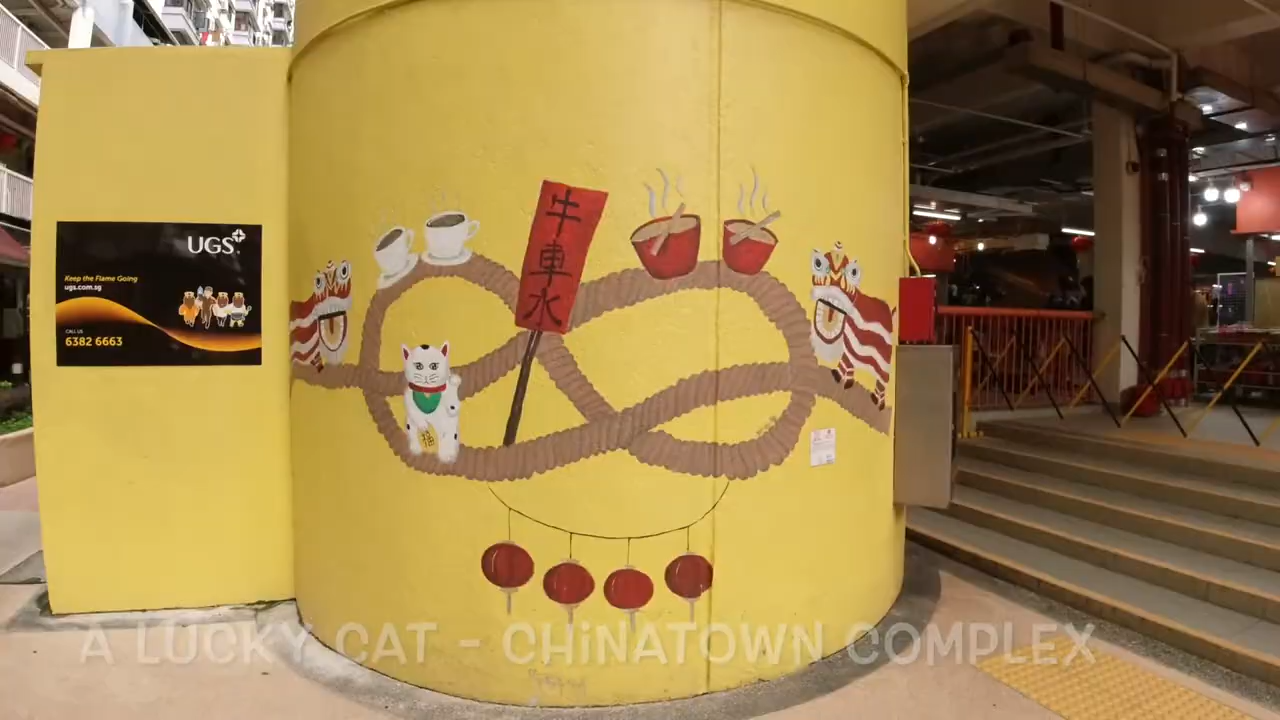 UGS
Keep the Flame Going
ugs.com.sg
CALL US
6382 6663
牛
車
水
福
A LUCKY CAT - CHiNATOWN COMPLEX